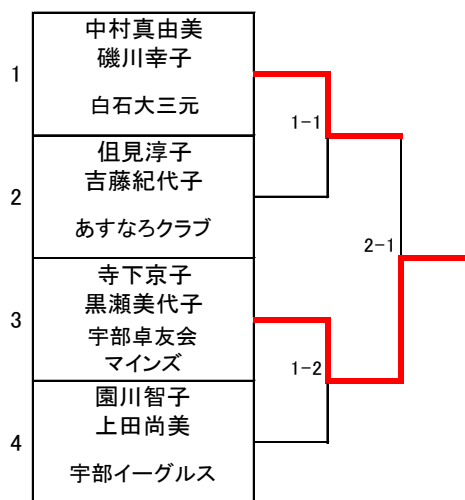 1
中村真由美
磯川幸子
白石大三元
2
但見淳子
吉藤紀代子
あすなろクラブ
3
寺下京子
黒瀬美代子
宇部卓友会
マインズ
4
園川智子
上田尚美
宇部イーグルス
1-1
1-2
2-1